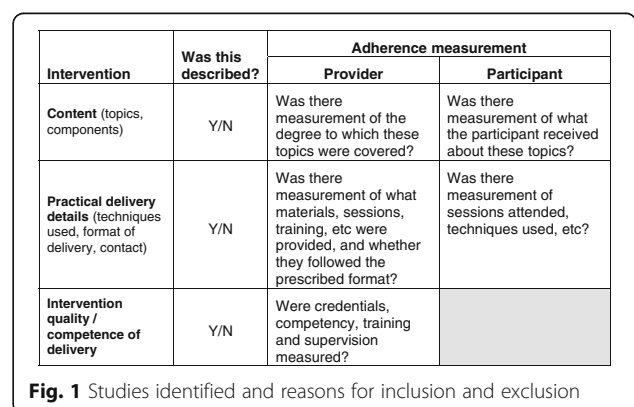 Intervention
Was this
described?
Adherence measurement
Provider
Participant
Content (topics,
components)
Y/N
Was there
measurement of the
degree to which these
topics were covered?
Was there
measurement of what
the participant received
about these topics?
Practical delivery
details (techniques
used, format of
delivery, contact)
Y/N
Was there
measurement of what
materials, sessions,
training, etc were
provided, and whether
they followed the
prescribed format?
Was there
measurement of
sessions attended,
techniques used, etc?
Intervention
quality /
competence of
delivery
Y/N
Were credentials,
competency, training
and supervision
measured?
Fig. 1 Studies identified and reasons for inclusion and exclusion